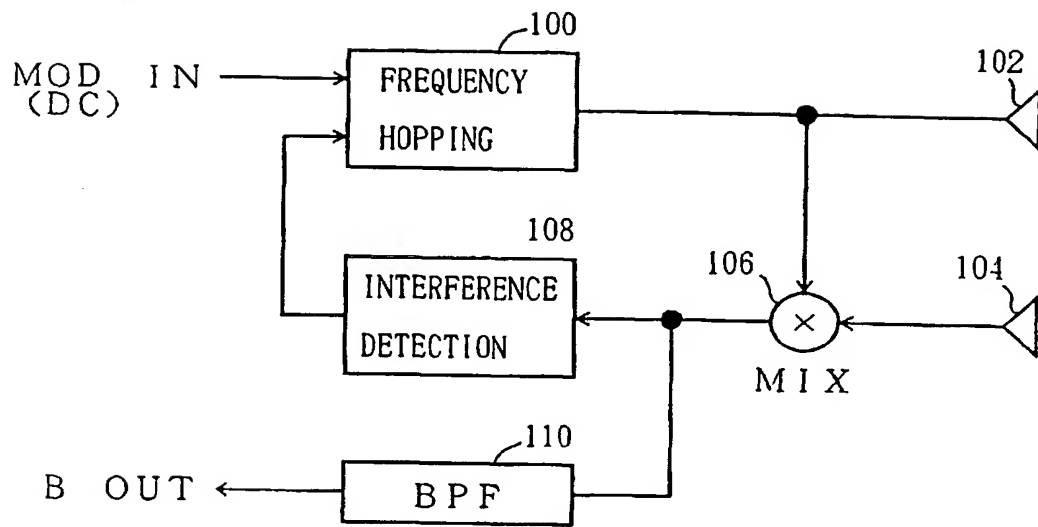 100
MOD IN
(DC)
FREQUENCY
HOPPING
102
108
INTERFERENCE
DETECTION
106
×
MIX
104
110
BPF
B OUT